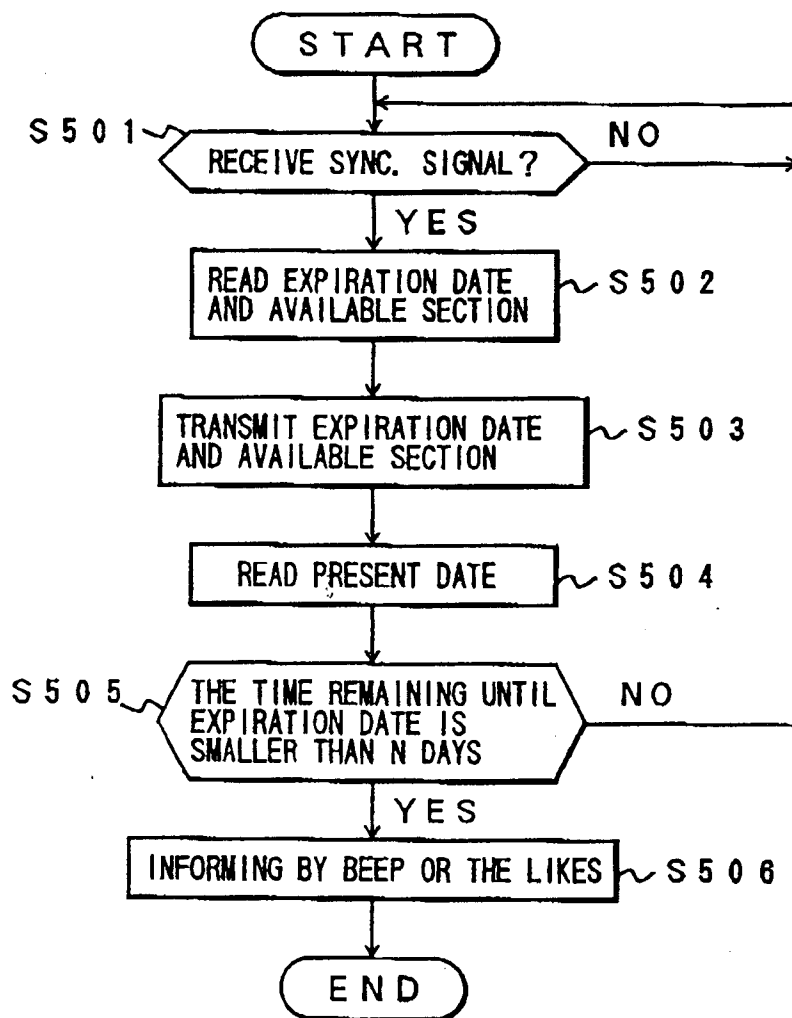 START
S501
RECEIVE SYNC. SIGNAL?
NO
YES
READ EXPIRATION DATE
AND AVAILABLE SECTION
S502
TRANSMIT EXPIRATION DATE
AND AVAILABLE SECTION
S503
READ PRESENT DATE
S504
S505
THE TIME REMAINING UNTIL
EXPIRATION DATE IS
SMALLER THAN N DAYS
NO
YES
INFORMING BY BEEP OR THE LIKES
S506
END